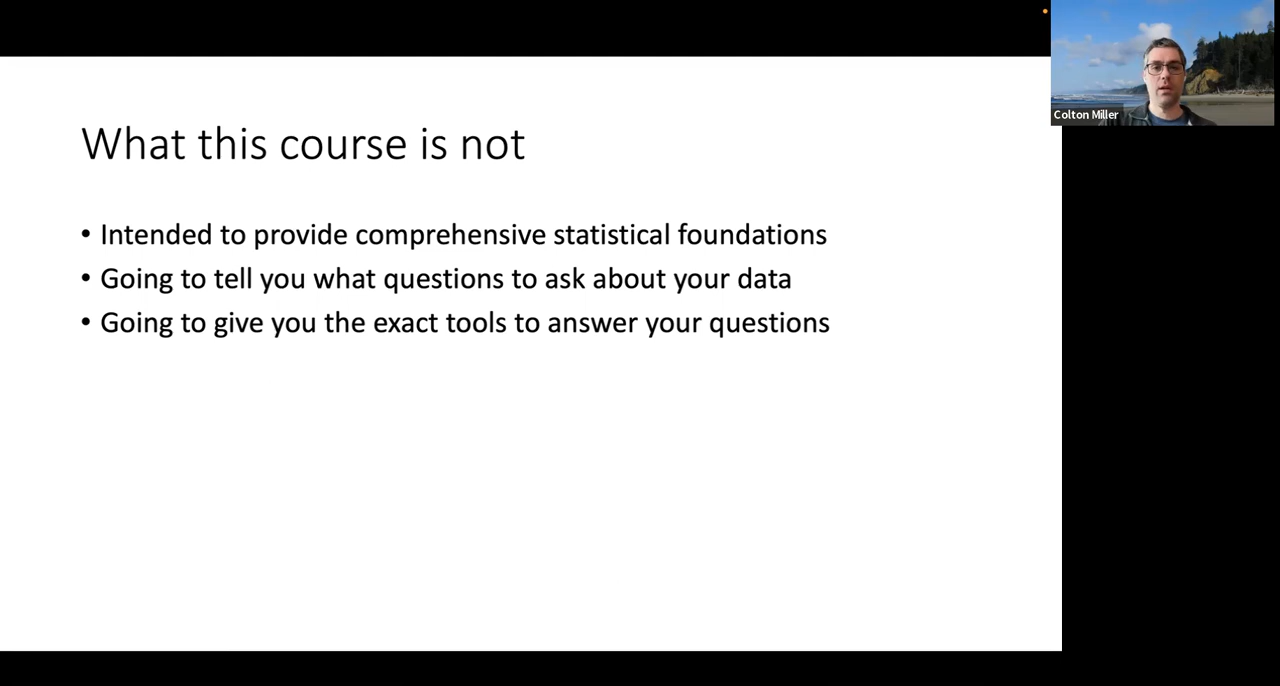 What this course is not
• Intended to provide comprehensive statistical foundations
• Going to tell you what questions to ask about your data
• Going to give you the exact tools to answer your questions
Colton Miller